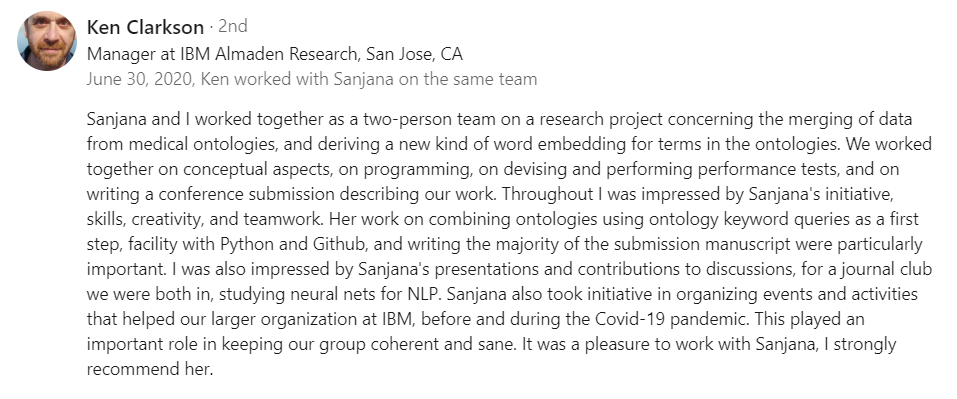 Ken Clarkson · 2nd
Manager at IBM Almaden Research, San Jose, CA
June 30, 2020, Ken worked with Sanjana on the same team
Sanjana and I worked together as a two-person team on a research project concerning the merging of data
from medical ontologies, and deriving a new kind of word embedding for terms in the ontologies. We worked
together on conceptual aspects, on programming, on devising and performing performance tests, and on
writing a conference submission describing our work. Throughout I was impressed by Sanjana's initiative,
skills, creativity, and teamwork. Her work on combining ontologies using ontology keyword queries as a first
step, facility with Python and Github, and writing the majority of the submission manuscript were particularly
important. I was also impressed by Sanjana's presentations and contributions to discussions, for a journal club
we were both in, studying neural nets for NLP. Sanjana also took initiative in organizing events and activities
that helped our larger organization at IBM, before and during the Covid-19 pandemic. This played an
important role in keeping our group coherent and sane. It was a pleasure to work with Sanjana, I strongly
recommend her.